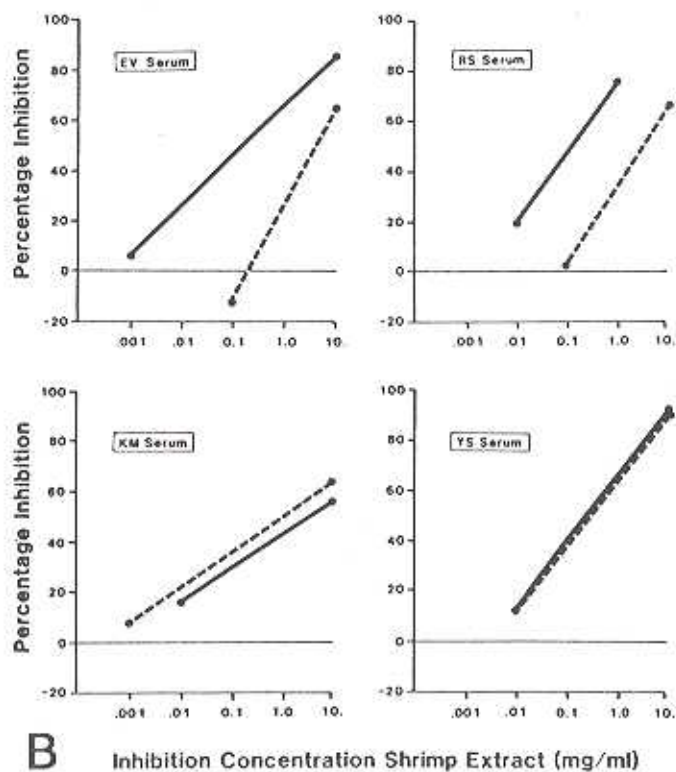 100
80
60
40
20
0
-20
Percentage Inhibition
EV Serum
.001 .01 0.1 1.0 10.
100
80
60
40
20
0
-20
RS Serum
.001 .01 0.1 1.0 10.
100
80
60
40
20
0
-20
Percentage Inhibition
KM Serum
.001 .01 0.1 1.0 10.
100
80
60
40
20
0
-20
YS Serum
.001 .01 0.1 1.0 10.
B Inhibition Concentration Shrimp Extract (mg/ml)